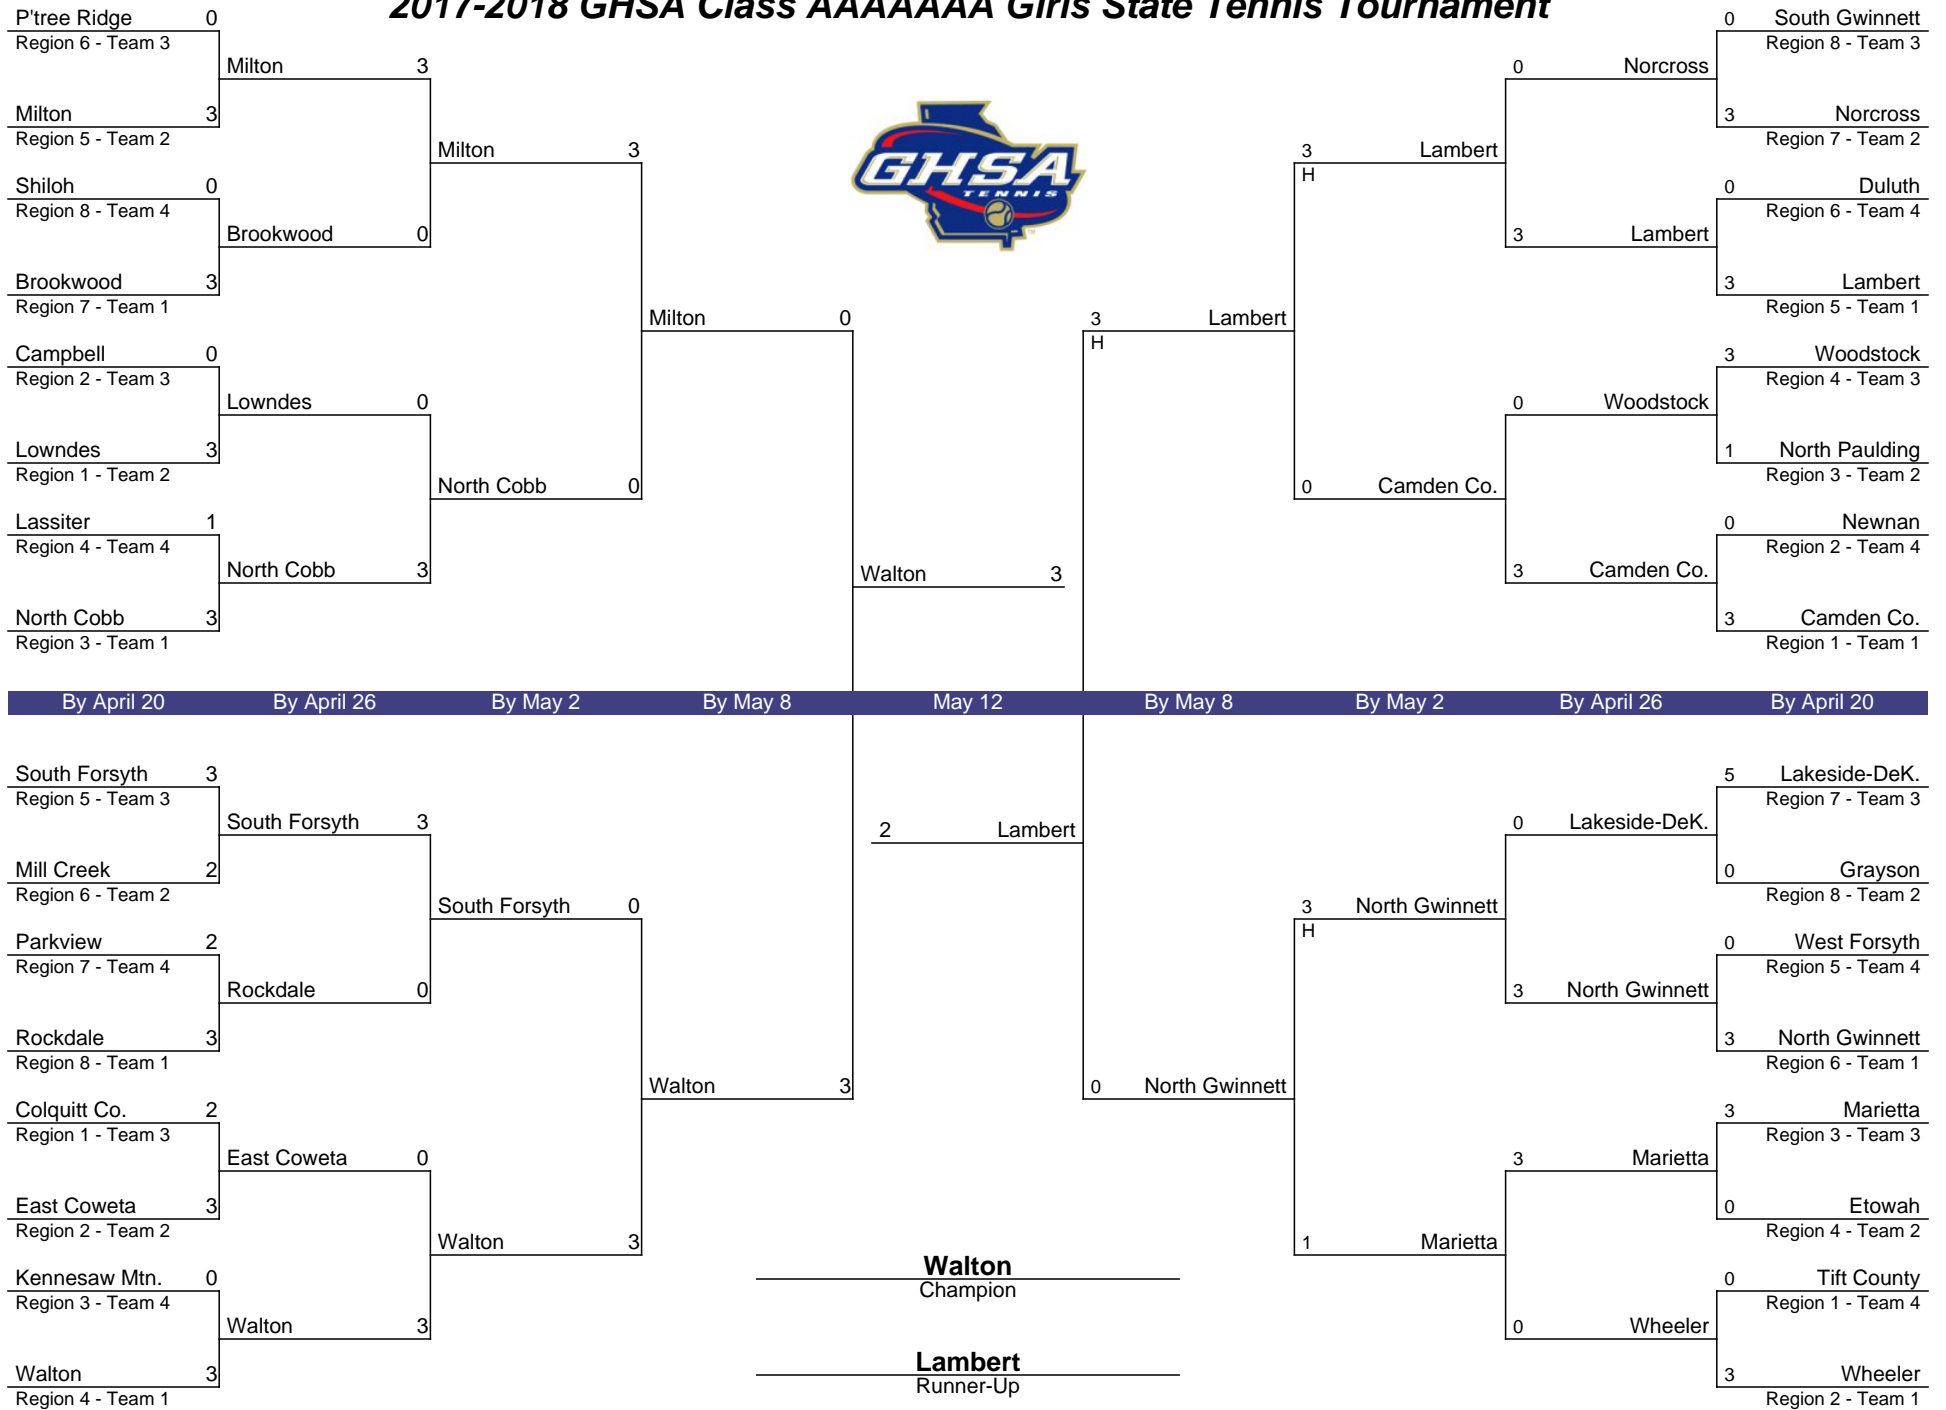 2017-2018 GHSA Class AAAAAAA Girls State Tennis Tournament
P'tree Ridge 0
Region 6 - Team 3
Milton 3
Milton 3
Region 5 - Team 2
Milton 3
Shiloh 0
Region 8 - Team 4
Brookwood 0
Brookwood 3
Region 7 - Team 1
Milton 0
Campbell 0
Region 2 - Team 3
Lowndes 0
Lowndes 3
Region 1 - Team 2
North Cobb 0
Lassiter 1
Region 4 - Team 4
North Cobb 3
North Cobb 3
Region 3 - Team 1
GHSA
TENNIS
Walton 3
0 South Gwinnett
Region 8 - Team 3
0 Norcross
3 Norcross
Region 7 - Team 2
3 Lambert
H
0 Duluth
Region 6 - Team 4
3 Lambert
3 Lambert
Region 5 - Team 1
3 Lambert
H
3 Woodstock
Region 4 - Team 3
0 Woodstock
1 North Paulding
Region 3 - Team 2
0 Camden Co.
0 Newnan
Region 2 - Team 4
3 Camden Co.
3 Camden Co.
Region 1 - Team 1
By April 20 By April 26 By May 2 By May 8 May 12 By May 8 By May 2 By April 26 By April 20
South Forsyth 3
Region 5 - Team 3
South Forsyth 3
Mill Creek 2
Region 6 - Team 2
South Forsyth 0
Parkview 2
Region 7 - Team 4
Rockdale 0
Rockdale 3
Region 8 - Team 1
Walton 3
Colquitt Co. 2
Region 1 - Team 3
East Coweta 0
East Coweta 3
Region 2 - Team 2
Walton 3
Kennesaw Mtn. 0
Region 3 - Team 4
Walton 3
Walton 3
Region 4 - Team 1
2 Lambert
5 Lakeside-DeK.
Region 7 - Team 3
0 Lakeside-DeK.
0 Grayson
Region 8 - Team 2
3 North Gwinnett
H
0 West Forsyth
Region 5 - Team 4
3 North Gwinnett
3 North Gwinnett
Region 6 - Team 1
0 North Gwinnett
3 Marietta
Region 3 - Team 3
3 Marietta
0 Etowah
Region 4 - Team 2
1 Marietta
0 Tift County
Region 1 - Team 4
0 Wheeler
3 Wheeler
Region 2 - Team 1
Walton
Champion
Lambert
Runner-Up